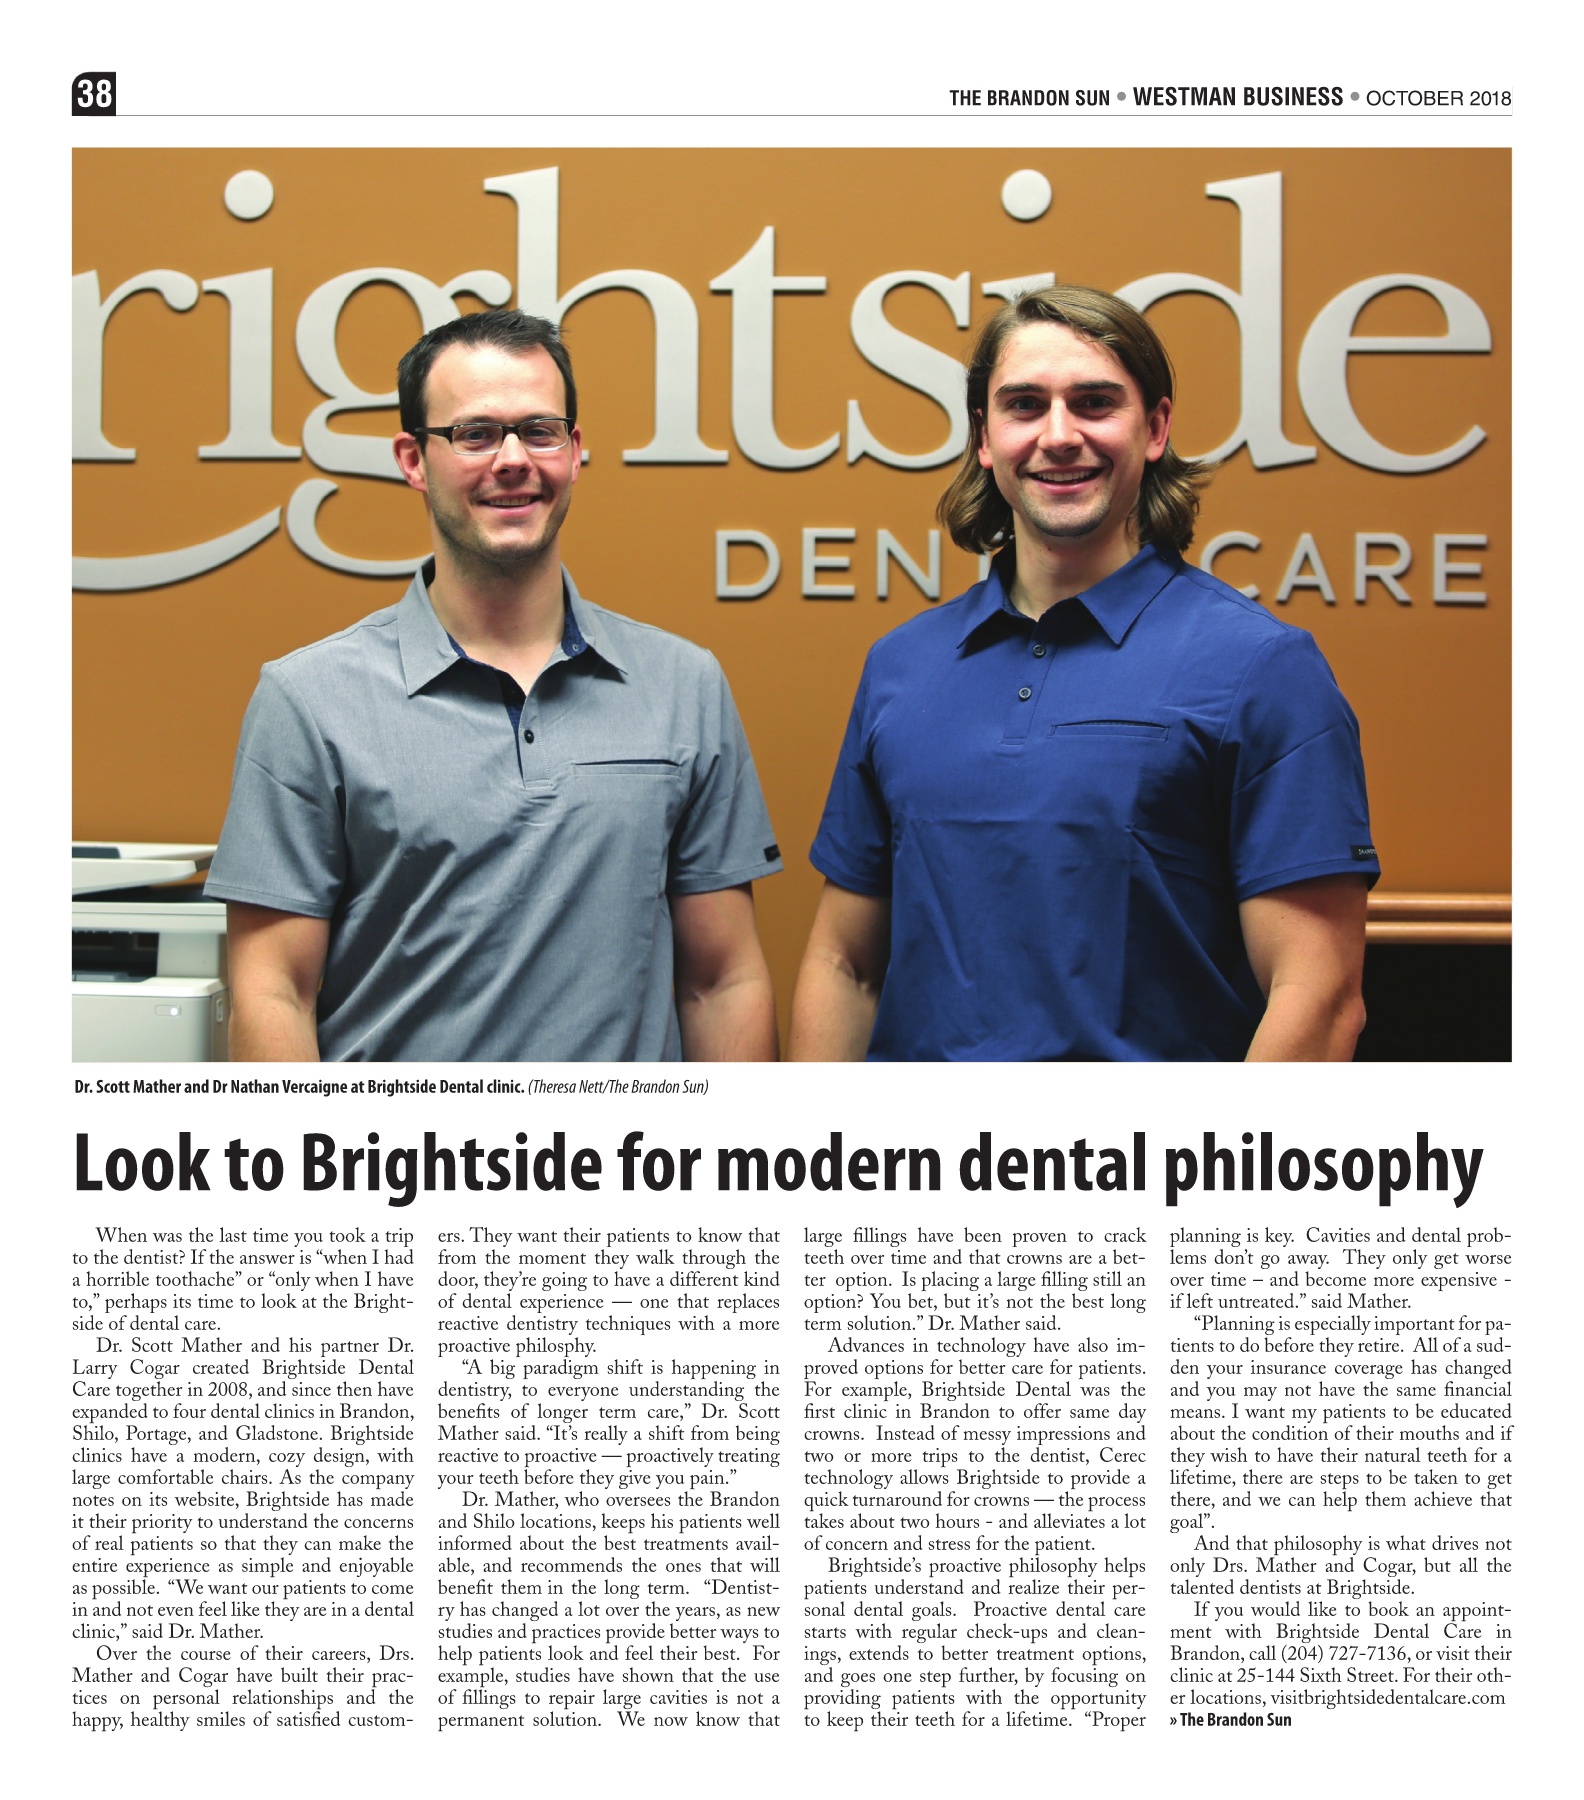 38
THE BRANDON SUN • WESTMAN BUSINESS • OCTOBER 2018
rightside
DEN CARE
Dr. Scott Mather and Dr Nathan Vercaigne at Brightside Dental clinic. (Theresa Nett/The Brandon Sun)
Look to Brightside for modern dental philosophy
When was the last time you took a trip
to the dentist? If the answer is “when I had
a horrible toothache” or “only when I have
to,” perhaps its time to look at the Bright-
side of dental care.
Dr. Scott Mather and his partner Dr.
Larry Cogar created Brightside Dental
Care together in 2008, and since then have
expanded to four dental clinics in Brandon,
Shilo, Portage, and Gladstone. Brightside
clinics have a modern, cozy design, with
large comfortable chairs. As the company
notes on its website, Brightside has made
it their priority to understand the concerns
of real patients so that they can make the
entire experience as simple and enjoyable
as possible. “We want our patients to come
in and not even feel like they are in a dental
clinic,” said Dr. Mather.
Over the course of their careers, Drs.
Mather and Cogar have built their prac-
tices on personal relationships and the
happy, healthy smiles of satisfied custom-
ers. They want their patients to know that
from the moment they walk through the
door, they’re going to have a different kind
of dental experience — one that replaces
reactive dentistry techniques with a more
proactive philosphy.
“A big paradigm shift is happening in
dentistry, to everyone understanding the
benefits of longer term care,” Dr. Scott
Mather said. “It’s really a shift from being
reactive to proactive — proactively treating
your teeth before they give you pain.”
Dr. Mather, who oversees the Brandon
and Shilo locations, keeps his patients well
informed about the best treatments avail-
able, and recommends the ones that will
benefit them in the long term. “Dentist-
ry has changed a lot over the years, as new
studies and practices provide better ways to
help patients look and feel their best. For
example, studies have shown that the use
of fillings to repair large cavities is not a
permanent solution. We now know that
large fillings have been proven to crack
teeth over time and that crowns are a bet-
ter option. Is placing a large filling still an
option? You bet, but it’s not the best long
term solution.” Dr. Mather said.
Advances in technology have also im-
proved options for better care for patients.
For example, Brightside Dental was the
first clinic in Brandon to offer same day
crowns. Instead of messy impressions and
two or more trips to the dentist, Cerec
technology allows Brightside to provide a
quick turnaround for crowns — the process
takes about two hours - and alleviates a lot
of concern and stress for the patient.
Brightside’s proactive philosophy helps
patients understand and realize their per-
sonal dental goals. Proactive dental care
starts with regular check-ups and clean-
ings, extends to better treatment options,
and goes one step further, by focusing on
providing patients with the opportunity
to keep their teeth for a lifetime. “Proper
planning is key. Cavities and dental prob-
lems don’t go away. They only get worse
over time – and become more expensive -
if left untreated.” said Mather.
“Planning is especially important for pa-
tients to do before they retire. All of a sud-
den your insurance coverage has changed
and you may not have the same financial
means. I want my patients to be educated
about the condition of their mouths and if
they wish to have their natural teeth for a
lifetime, there are steps to be taken to get
there, and we can help them achieve that
goal”.
And that philosophy is what drives not
only Drs. Mather and Cogar, but all the
talented dentists at Brightside.
If you would like to book an appoint-
ment with Brightside Dental Care in
Brandon, call (204) 727-7136, or visit their
clinic at 25-144 Sixth Street. For their oth-
er locations, visitbrightsidedentalcare.com
» The Brandon Sun